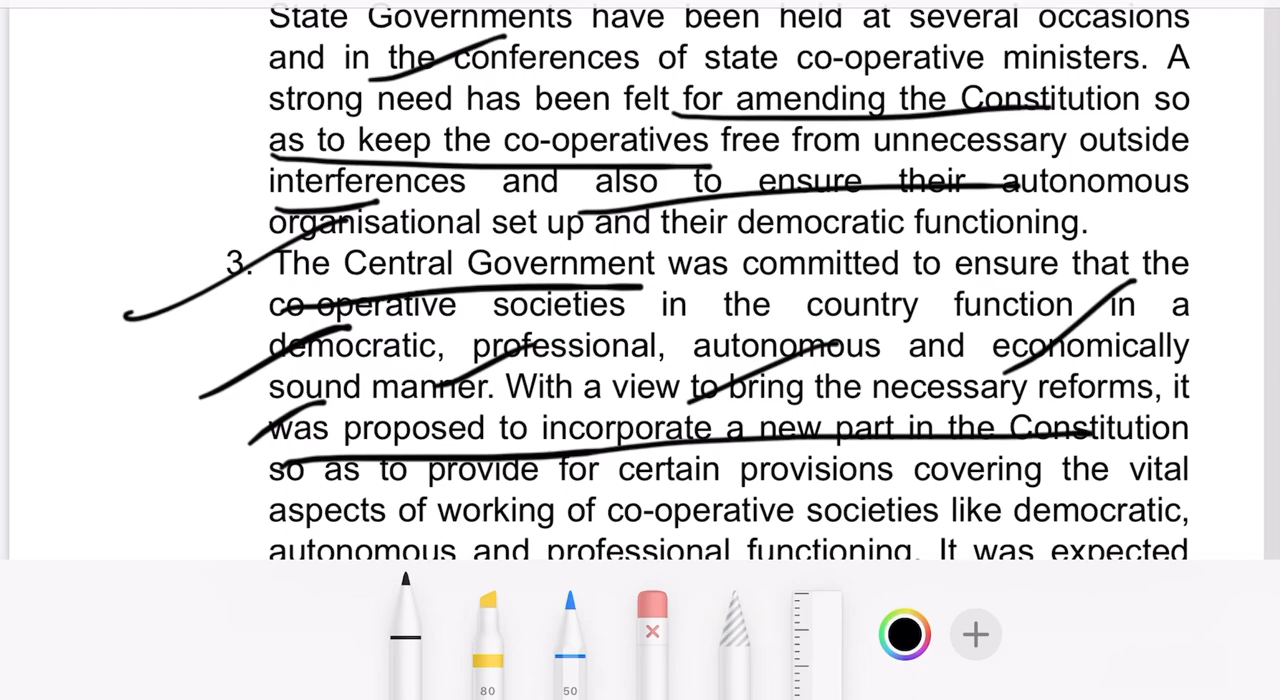 State Governments have been held at several occasions
and in the conferences of state co-operative ministers. A
strong need has been felt for amending the Constitution so
as to keep the co-operatives free from unnecessary outside
interferences and also to ensure their autonomous
organisational set up and their democratic functioning.
3. The Central Government was committed to ensure that the
co-operative societies in the country function in a
democratic, professional, autonomous and economically
sound manner. With a view to bring the necessary reforms, it
was proposed to incorporate a new part in the Constitution
so as to provide for certain provisions covering the vital
aspects of working of co-operative societies like democratic,
autonomous and professional functioning. It was expected
80
50